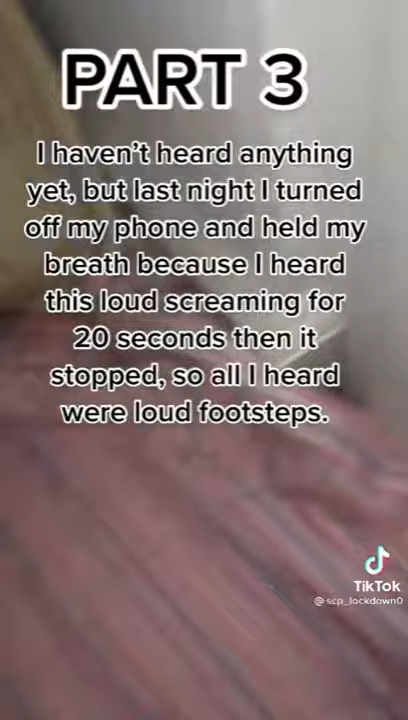 PART 3
I haven't heard anything
yet, but last night I turned
off my phone and held my
breath because I heard
this loud screaming for
20 seconds then it
stopped, so all I heard
were loud footsteps.
TikTok
@scp_lockdown0